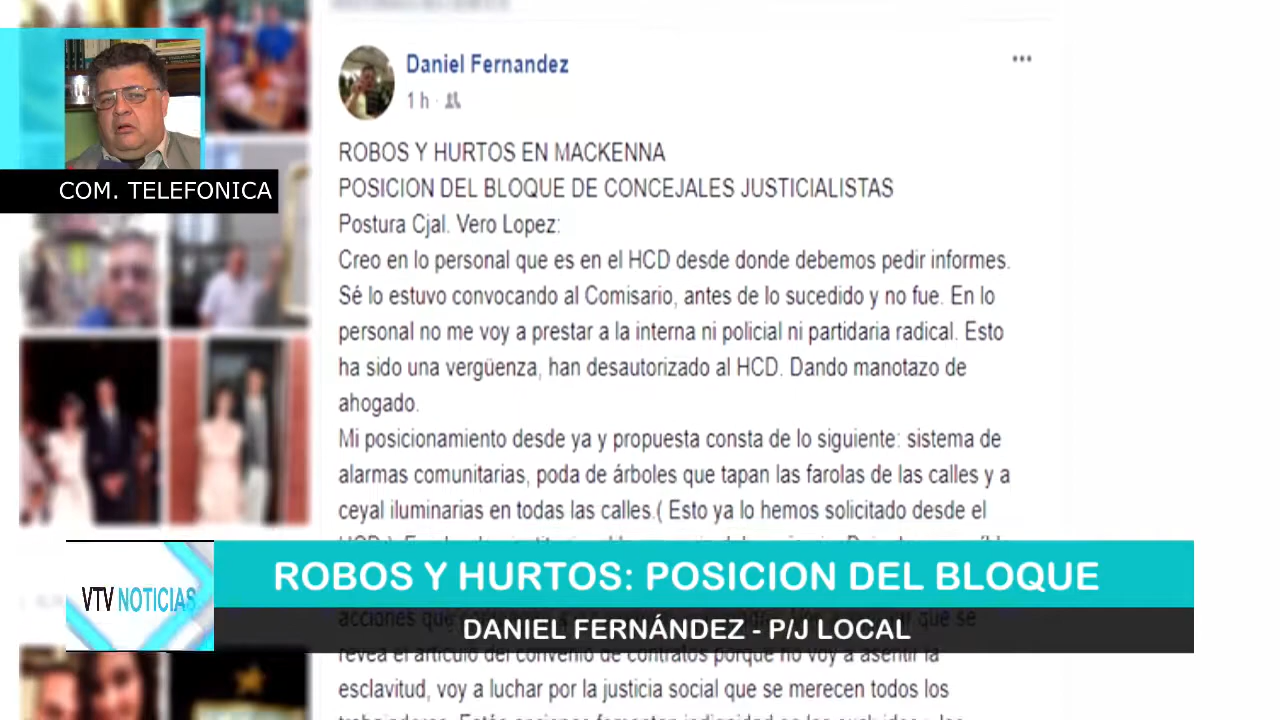 Daniel Fernandez
1 h ·
ROBOS Y HURTOS EN MACKENNA
POSICION DEL BLOQUE DE CONCEJALES JUSTICIALISTAS
Postura Cjal. Vero Lopez:
Creo en lo personal que es en el HCD desde donde debemos pedir informes.
Sé lo estuvo convocando al Comisario, antes de lo sucedido y no fue. En lo
personal no me voy a prestar a la interna ni policial ni partidaria radical. Esto
ha sido una vergüenza, han desautorizado al HCD. Dando manotazo de
ahogado.
Mi posicionamiento desde ya y propuesta consta de lo siguiente: sistema de
alarmas comunitarias, poda de árboles que tapan las farolas de las calles y a
ceyal iluminarias en todas las calles.( Esto ya lo hemos solicitado desde el
acciones que
que se
revea el artículo del convenio de contratos porque no voy a asentir la
esclavitud, voy a luchar por la justicia social que se merecen todos los
COM. TELEFONICA
VTV NOTICIAS
ROBOS Y HURTOS: POSICION DEL BLOQUE
DANIEL FERNÁNDEZ - P/J LOCAL